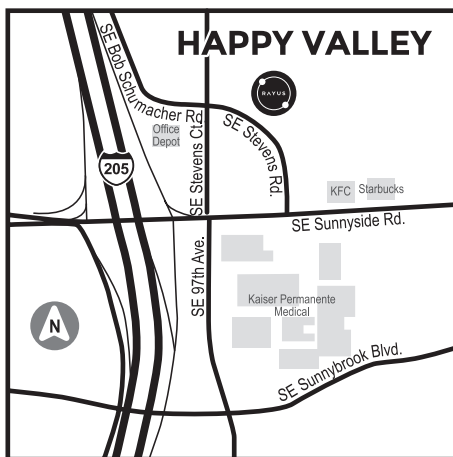 HAPPY VALLEY
SE Bob Schumacher Rd.
RAYUS
Office
Depot
SE Stevens Ct.
SE Stevens Rd.
205
KFC
Starbucks
SE Sunnyside Rd.
SE 97th Ave.
Kaiser Permanente
Medical
N
SE Sunnybrook Blvd.